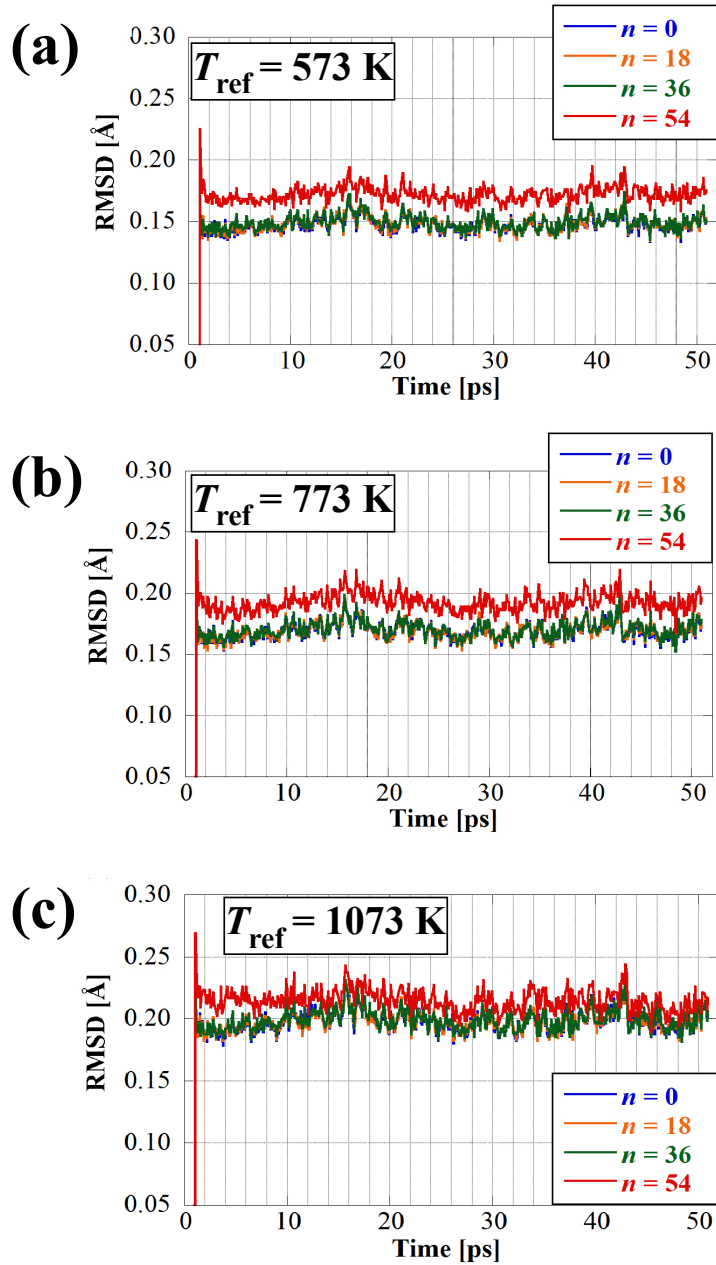 (a)
T_ref = 573 K
n = 0
n = 18
n = 36
n = 54
RMSD [Å]
0.30
0.25
0.20
0.15
0.10
0.05
0 10 20 30 40 50
Time [ps]
(b)
T_ref = 773 K
n = 0
n = 18
n = 36
n = 54
RMSD [Å]
0.30
0.25
0.20
0.15
0.10
0.05
0 10 20 30 40 50
Time [ps]
(c)
T_ref = 1073 K
RMSD [Å]
0.30
0.25
0.20
0.15
0.10
0.05
n = 0
n = 18
n = 36
n = 54
0 10 20 30 40 50
Time [ps]